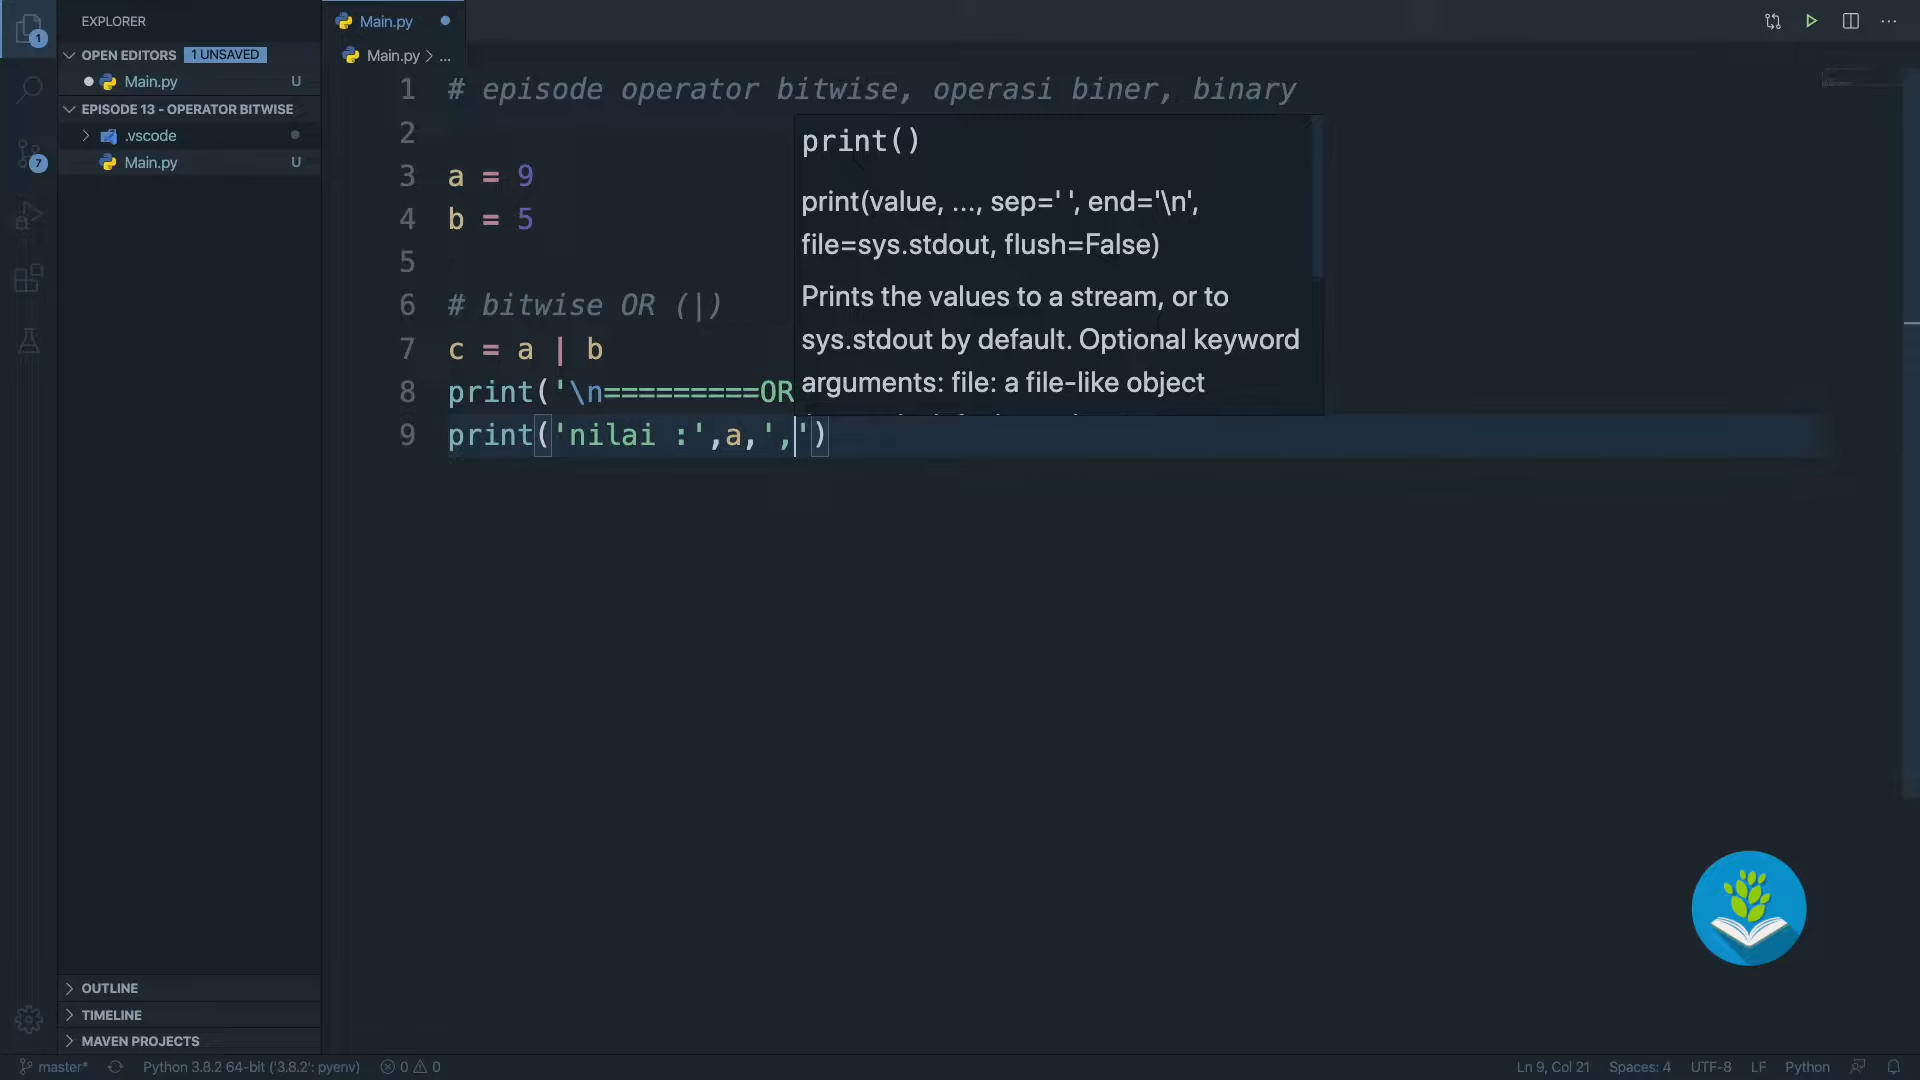 EXPLORER
OPEN EDITORS 1 UNSAVED
Main.py U
EPISODE 13 - OPERATOR BITWISE
.vscode
Main.py U
OUTLINE
TIMELINE
MAVEN PROJECTS
1
7
Main.py
Main.py > ...
1 # episode operator bitwise, operasi biner, binary
2
3 a = 9
4 b = 5
5
6 # bitwise OR (|)
7 c = a | b
8 print('\n=========OR
9 print('nilai :',a,',')
print()
print(value, ..., sep=' ', end='\n',
file=sys.stdout, flush=False)
Prints the values to a stream, or to
sys.stdout by default. Optional keyword
arguments: file: a file-like object
master* Python 3.8.2 64-bit ('3.8.2': pyenv) 0 0 Ln 9, Col 21 Spaces: 4 UTF-8 LF Python